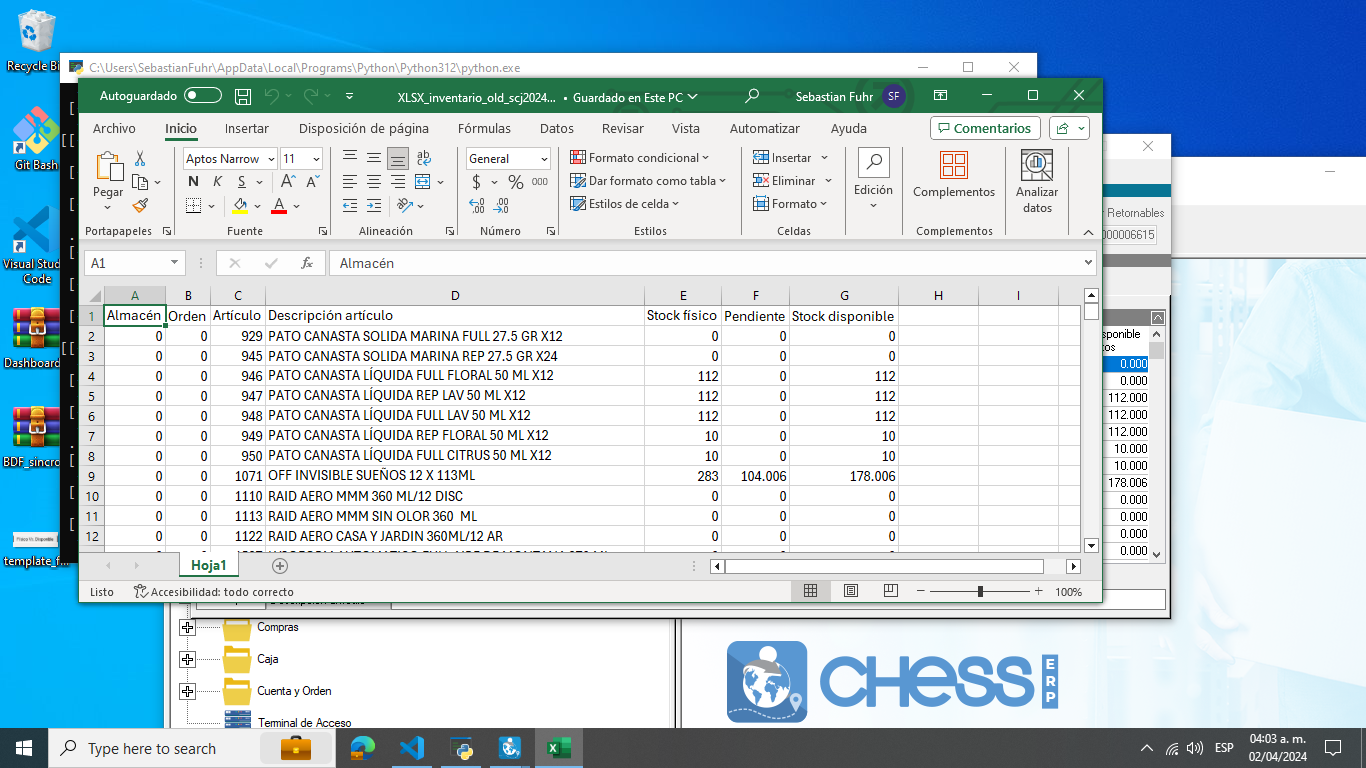 Recycle Bi
Git Bash
Visual Stud
Code
Dashboard
BDF_sincro
template_f...
C:\Users\SebastianFuhr\AppData\Local\Programs\Python\Python312\python.exe
Autoguardado
XLSX_inventario_old_scj2024... • Guardado en Este PC
Sebastian Fuhr
SF
Archivo Inicio Insertar Disposición de página Fórmulas Datos Revisar Vista Automatizar Ayuda
Comentarios
Pegar
Portapapeles
Aptos Narrow 11
N K S
Fuente
Alineación
General
$ % 000
Número
Formato condicional
Dar formato como tabla
Estilos de celda
Estilos
Insertar
Eliminar
Formato
Celdas
Edición
Complementos
Complementos
Analizar
datos
Retornables
000006615
A1 fx Almacén
A B C D E F G H I
1 Almacén Orden Artículo Descripción artículo Stock físico Pendiente Stock disponible
2 0 0 929 PATO CANASTA SOLIDA MARINA FULL 27.5 GR X12 0 0 0
3 0 0 945 PATO CANASTA SOLIDA MARINA REP 27.5 GR X24 0 0 0
4 0 0 946 PATO CANASTA LÍQUIDA FULL FLORAL 50 ML X12 112 0 112
5 0 0 947 PATO CANASTA LÍQUIDA REP LAV 50 ML X12 112 0 112
6 0 0 948 PATO CANASTA LÍQUIDA FULL LAV 50 ML X12 112 0 112
7 0 0 949 PATO CANASTA LÍQUIDA REP FLORAL 50 ML X12 10 0 10
8 0 0 950 PATO CANASTA LÍQUIDA FULL CITRUS 50 ML X12 10 0 10
9 0 0 1071 OFF INVISIBLE SUEÑOS 12 X 113ML 283 104.006 178.006
10 0 0 1110 RAID AERO MMM 360 ML/12 DISC 0 0 0
11 0 0 1113 RAID AERO MMM SIN OLOR 360 ML 0 0 0
12 0 0 1122 RAID AERO CASA Y JARDIN 360ML/12 AR 0 0 0
sponible
tos
0.000
0.000
112.000
112.000
112.000
10.000
10.000
178.006
0.000
0.000
0.000
0.000
Hoja1
Listo Accesibilidad: todo correcto 100%
Compras
Caja
Cuenta y Orden
Terminal de Acceso
CHESS ERP
Type here to search
ESP
04:03 a. m.
02/04/2024